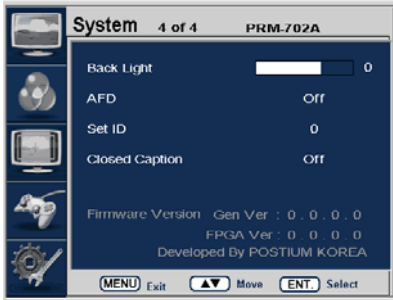 System 4 of 4 PRM-702A
Back Light 0
AFD Off
Set ID 0
Closed Caption Off
Firmware Version Gen Ver : 0 . 0 . 0 . 0
FPGA Ver : 0 . 0 . 0 . 0
Developed By POSTIUM KOREA
MENU Exit ▲▼ Move ENT. Select